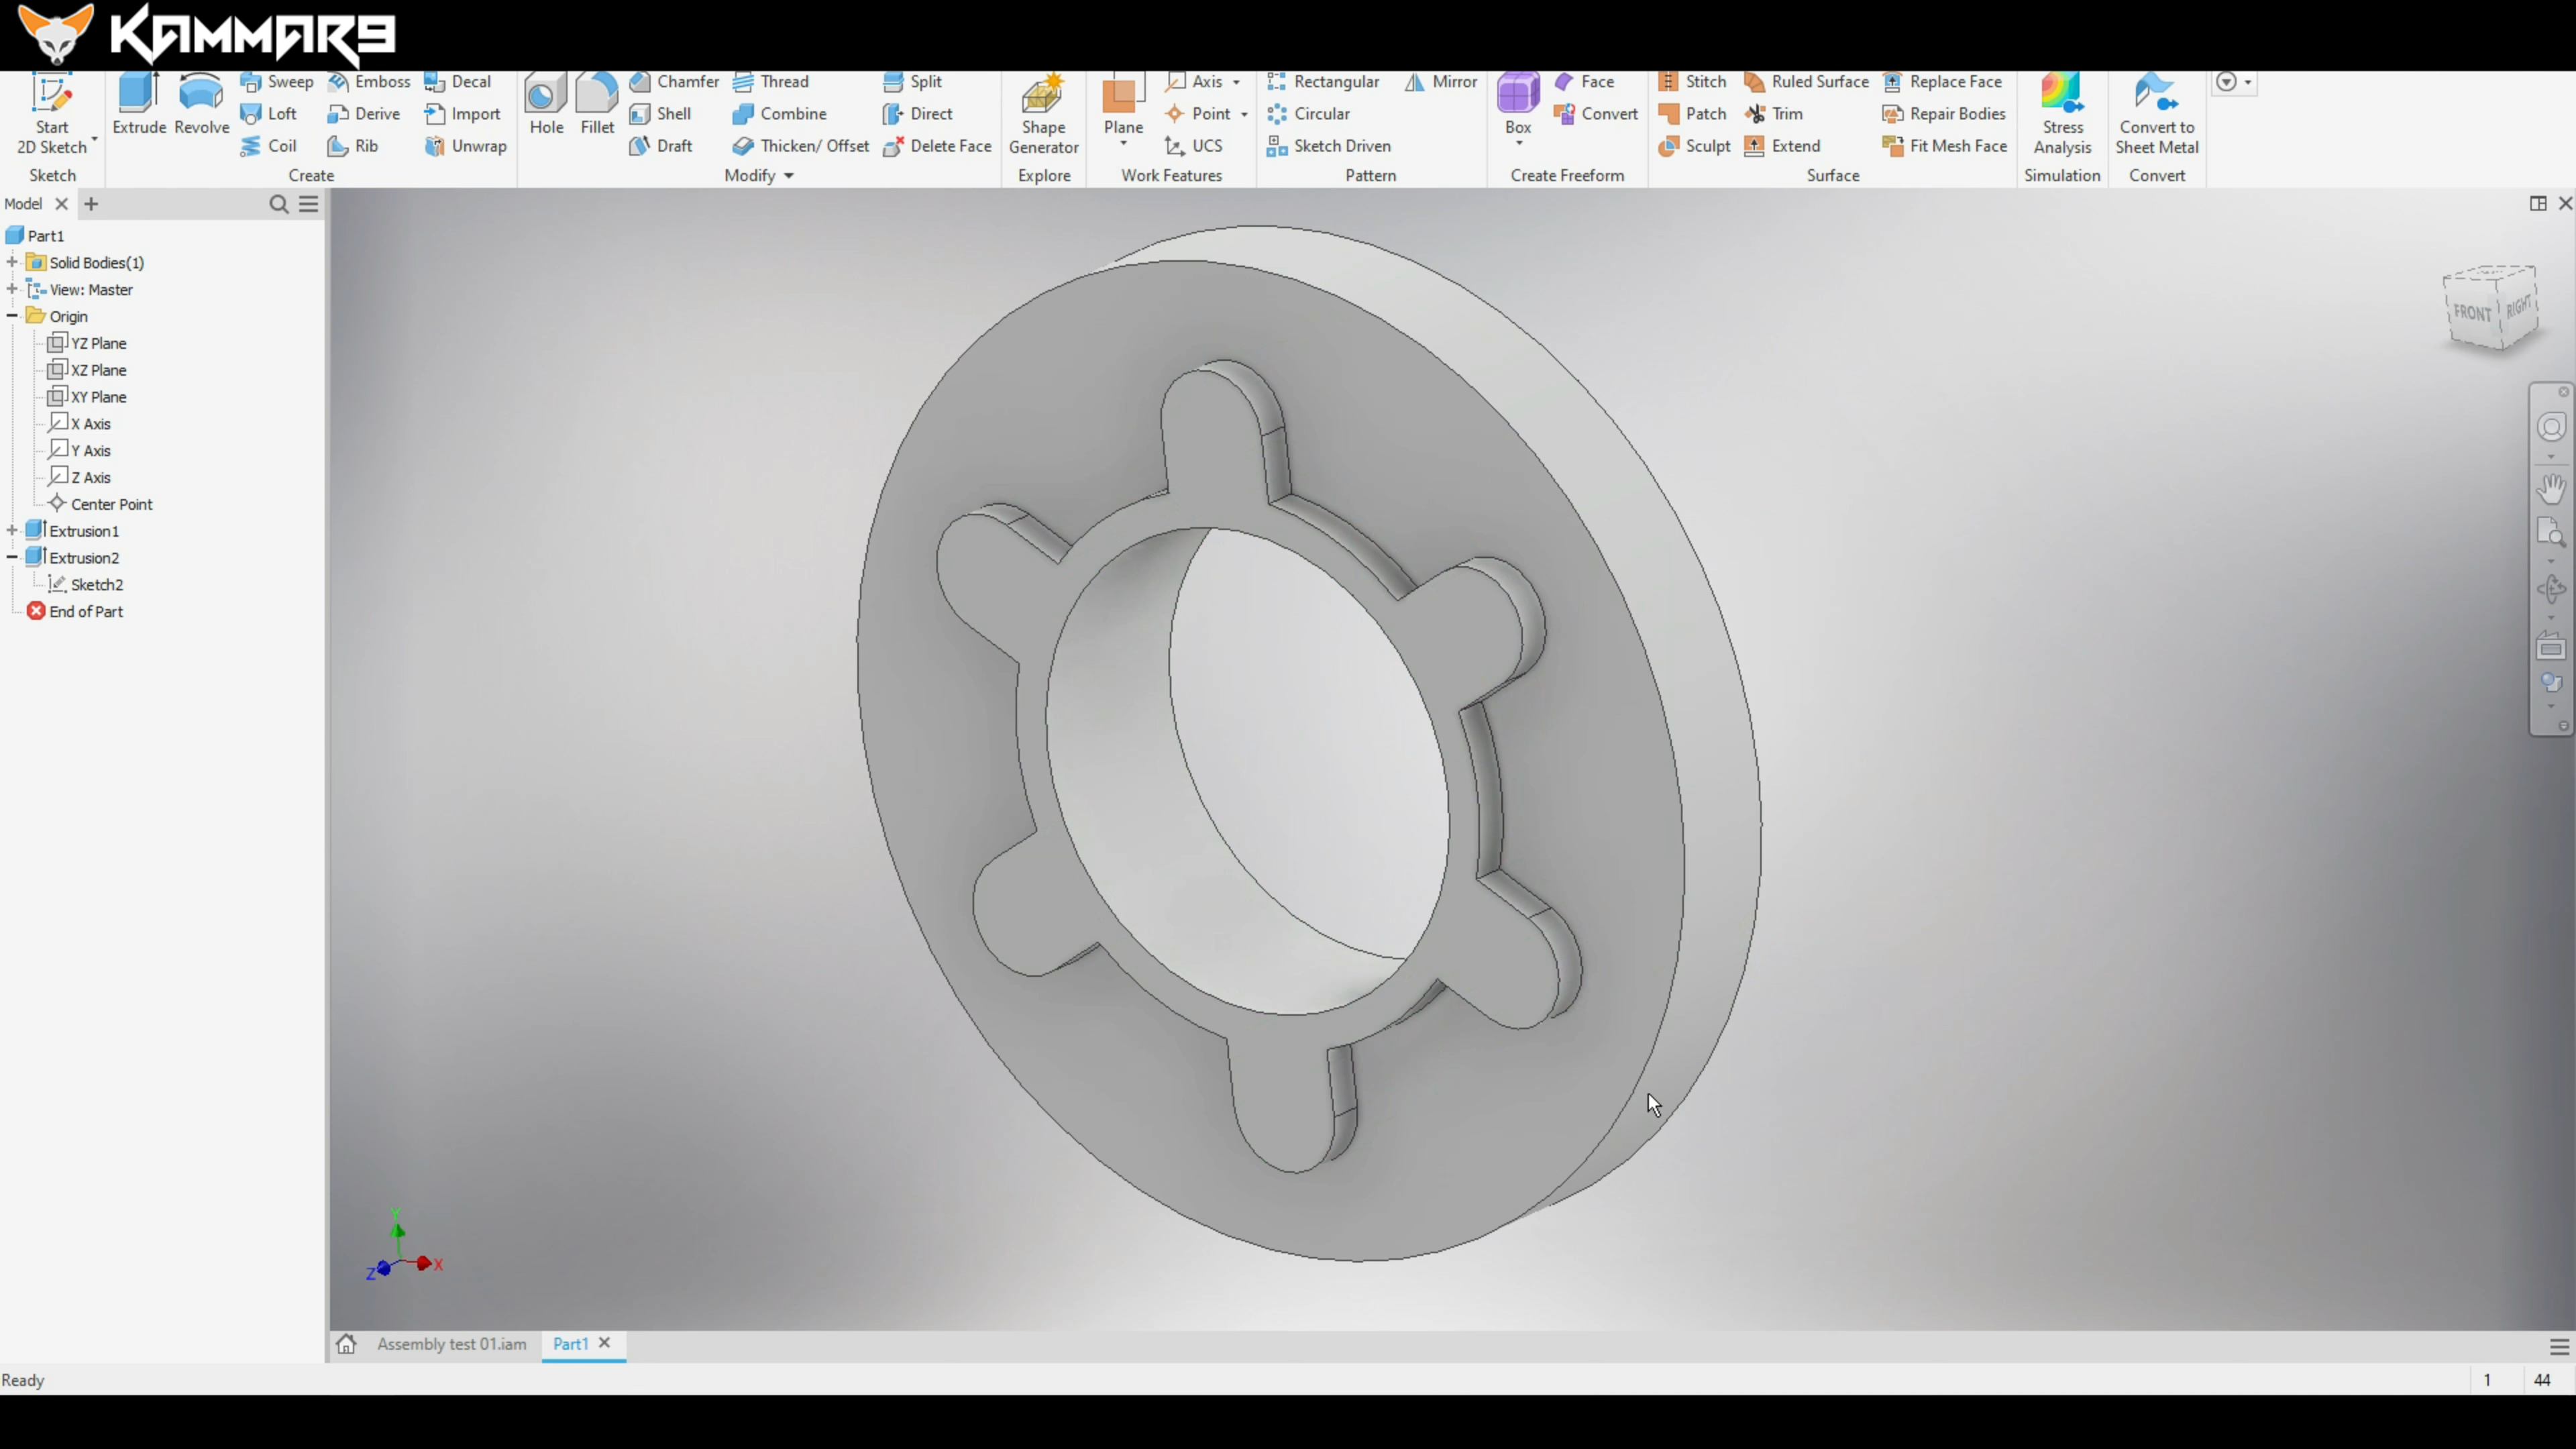 KAMMAR9
Start
2D Sketch
Extrude
Revolve
Sweep
Loft
Coil
Emboss
Derive
Rib
Decal
Import
Unwrap
Hole
Fillet
Chamfer
Shell
Draft
Thread
Combine
Thicken/ Offset
Split
Direct
Delete Face
Shape
Generator
Plane
Axis
Point
UCS
Rectangular
Circular
Sketch Driven
Mirror
Box
Face
Convert
Stitch
Patch
Sculpt
Ruled Surface
Trim
Extend
Replace Face
Repair Bodies
Fit Mesh Face
Stress
Analysis
Convert to
Sheet Metal
Sketch
Create
Modify
Explore
Work Features
Pattern
Create Freeform
Surface
Simulation
Convert
Model
Part1
Solid Bodies(1)
View: Master
Origin
YZ Plane
XZ Plane
XY Plane
X Axis
Y Axis
Z Axis
Center Point
Extrusion1
Extrusion2
Sketch2
End of Part
FRONT
RIGHT
Y
Z
X
Assembly test 01.iam
Part1
Ready
1
44